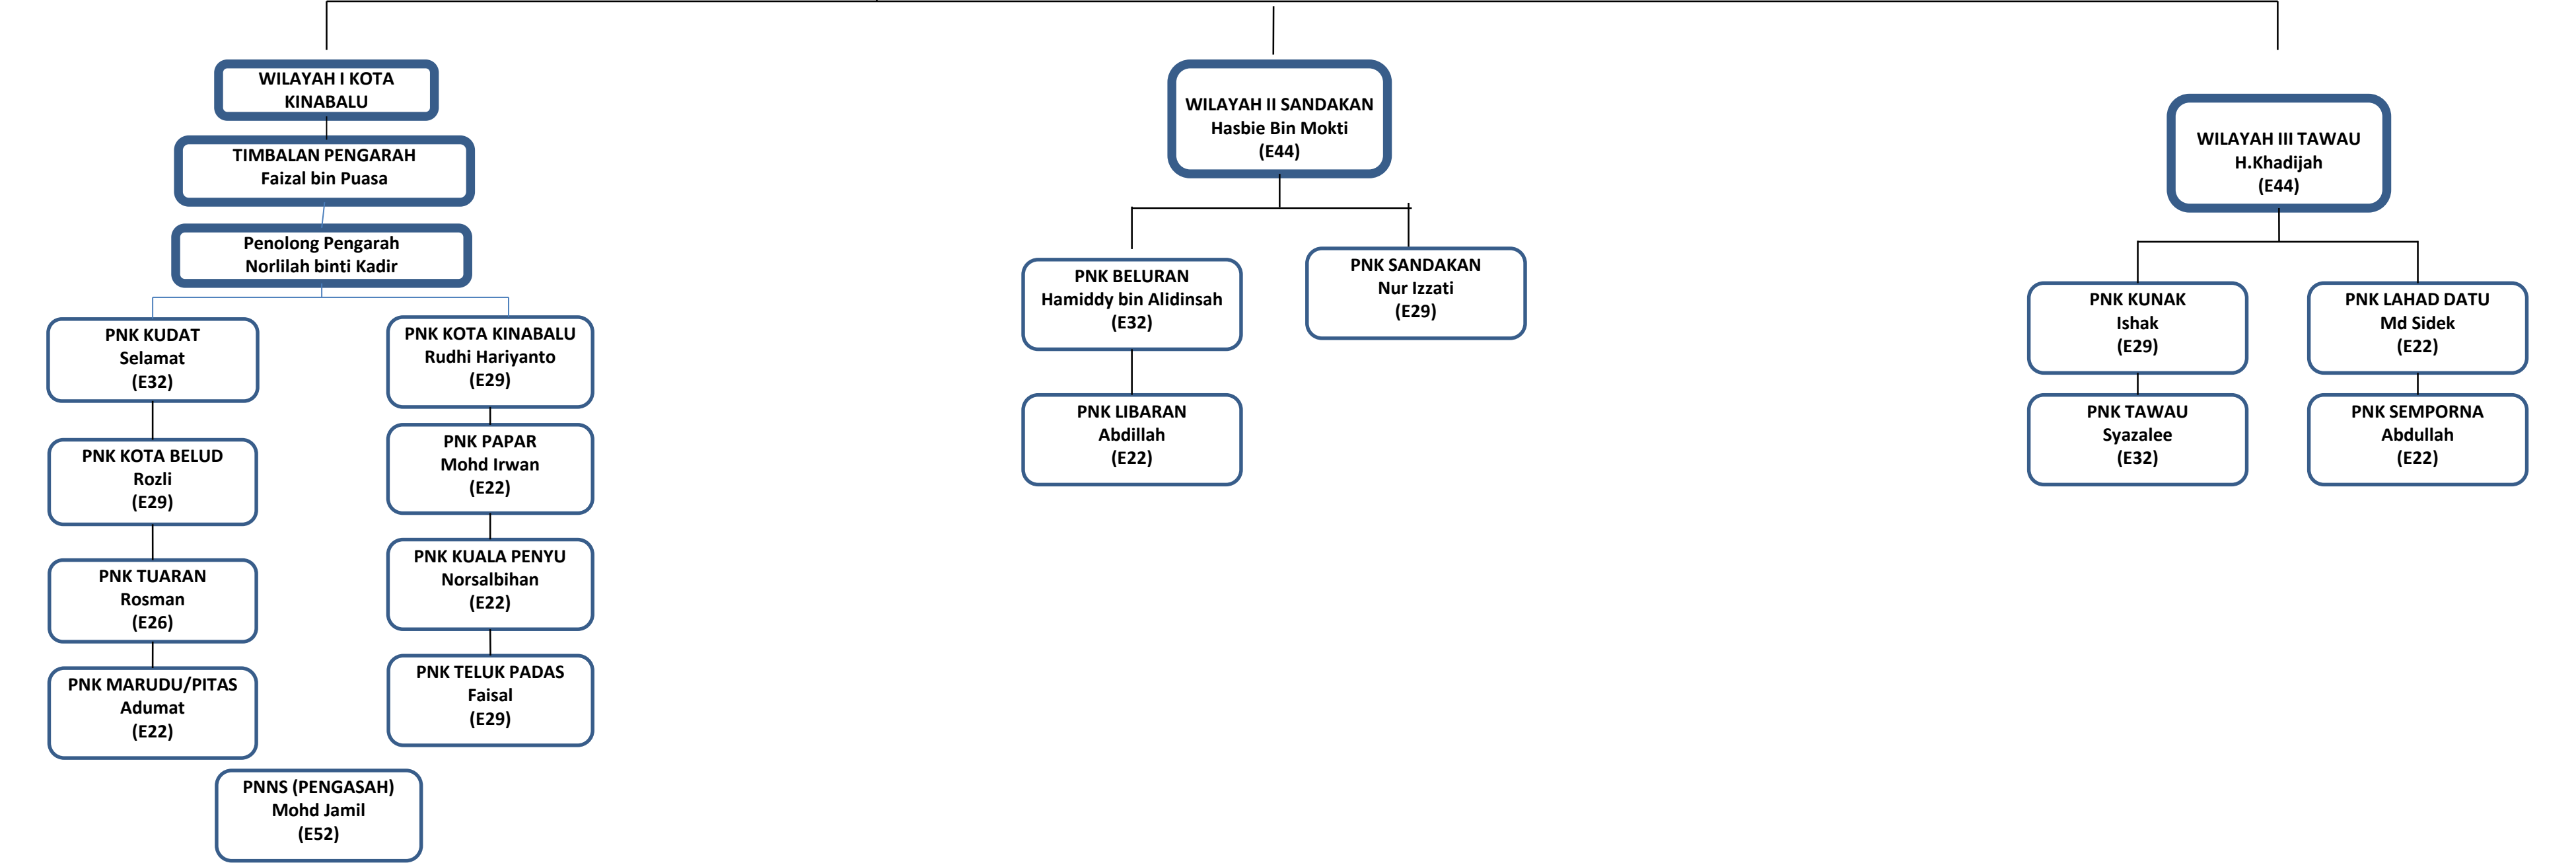 WILAYAH I KOTA
KINABALU
TIMBALAN PENGARAH
Faizal bin Puasa
Penolong Pengarah
Norlilah binti Kadir
PNK KUDAT
Selamat
(E32)
PNK KOTA BELUD
Rozli
(E29)
PNK TUARAN
Rosman
(E26)
PNK MARUDU/PITAS
Adumat
(E22)
PNK KOTA KINABALU
Rudhi Hariyanto
(E29)
PNK PAPAR
Mohd Irwan
(E22)
PNK KUALA PENYU
Norsalbihan
(E22)
PNK TELUK PADAS
Faisal
(E29)
PNNS (PENGASAH)
Mohd Jamil
(E52)
WILAYAH II SANDAKAN
Hasbie Bin Mokti
(E44)
PNK BELURAN
Hamiddy bin Alidinsah
(E32)
PNK LIBARAN
Abdillah
(E22)
PNK SANDAKAN
Nur Izzati
(E29)
WILAYAH III TAWAU
H.Khadijah
(E44)
PNK KUNAK
Ishak
(E29)
PNK TAWAU
Syazalee
(E32)
PNK LAHAD DATU
Md Sidek
(E22)
PNK SEMPORNA
Abdullah
(E22)